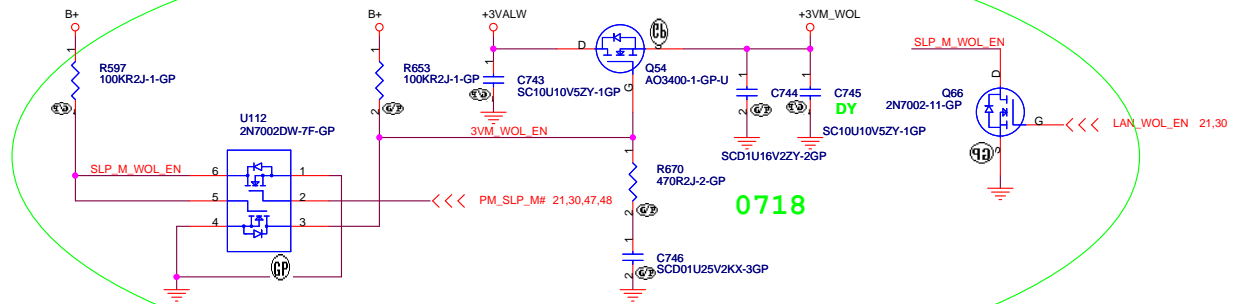 B+
B+
+3VALW
+3VM_WOL
R597
100KR2J-1-GP
R653
100KR2J-1-GP
C743
SC10U10V5ZY-1GP
D
S
G
Q54
AO3400-1-GP-U
C744
C745
DY
SC10U10V5ZY-1GP
SCD1U16V2ZY-2GP
SLP_M_WOL_EN
D
Q66
2N7002-11-GP
G
S
LAN_WOL_EN 21,30
U112
2N7002DW-7F-GP
3VM_WOL_EN
SLP_M_WOL_EN
6
5
4
1
2
3
GP
PM_SLP_M# 21,30,47,48
1
R670
470R2J-2-GP
2
0718
1
C746
SCD01U25V2KX-3GP
2